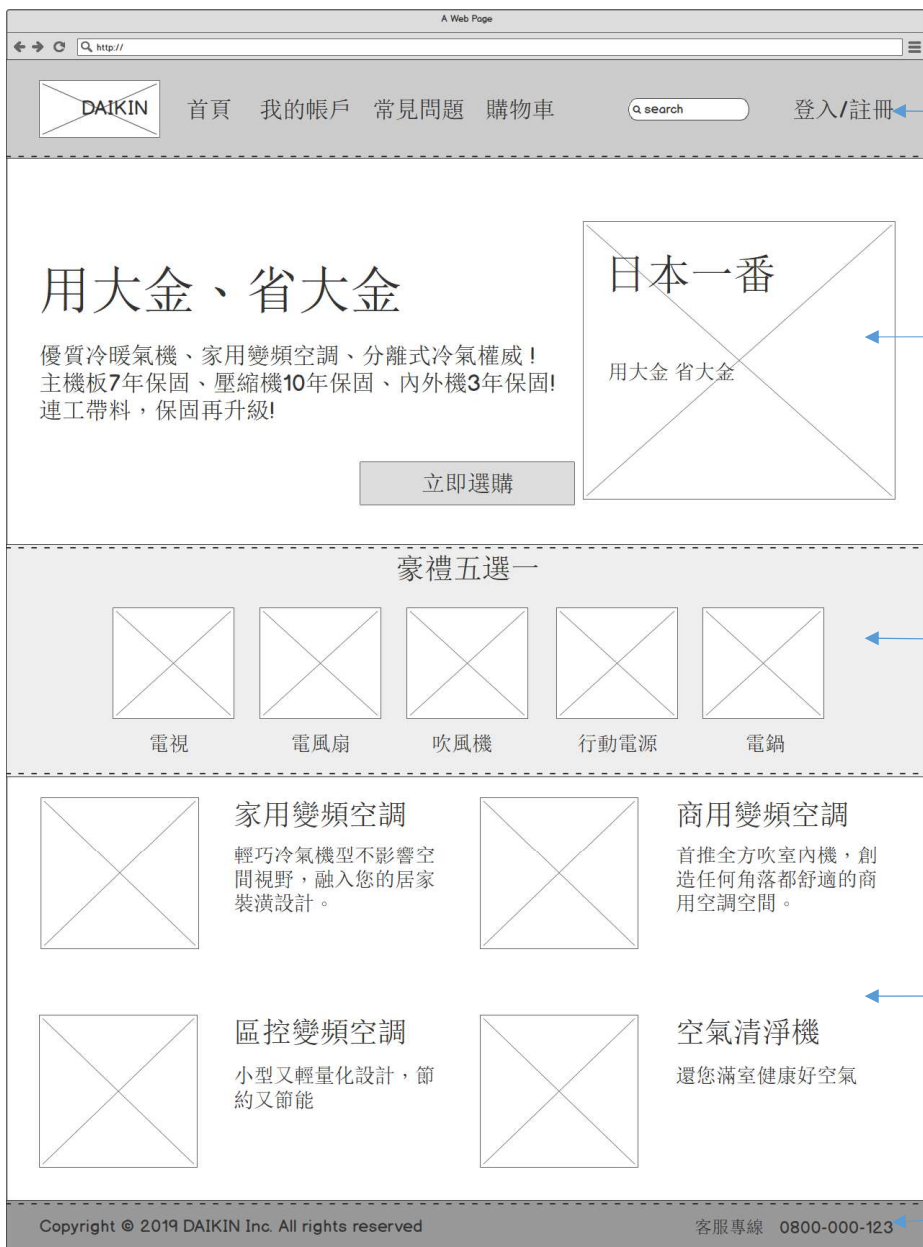 A Web Page
http://
DAIKIN 首頁 我的帳戶 常見問題 購物車 search 登入/註冊
用大金、省大金
優質冷暖氣機、家用變頻空調、分離式冷氣權威!
主機板7年保固、壓縮機10年保固、內外機3年保固!
連工帶料,保固再升級!
立即選購
日本一番
用大金 省大金
豪禮五選一
電視 電風扇 吹風機 行動電源 電鍋
家用變頻空調
輕巧冷氣機型不影響空
間視野,融入您的居家
裝潢設計。
商用變頻空調
首推全方吹室內機,創
造任何角落都舒適的商
用空調空間。
區控變頻空調
小型又輕量化設計,節
約又節能
空氣清淨機
還您滿室健康好空氣
Copyright © 2019 DAIKIN Inc. All rights reserved 客服專線 0800-000-123